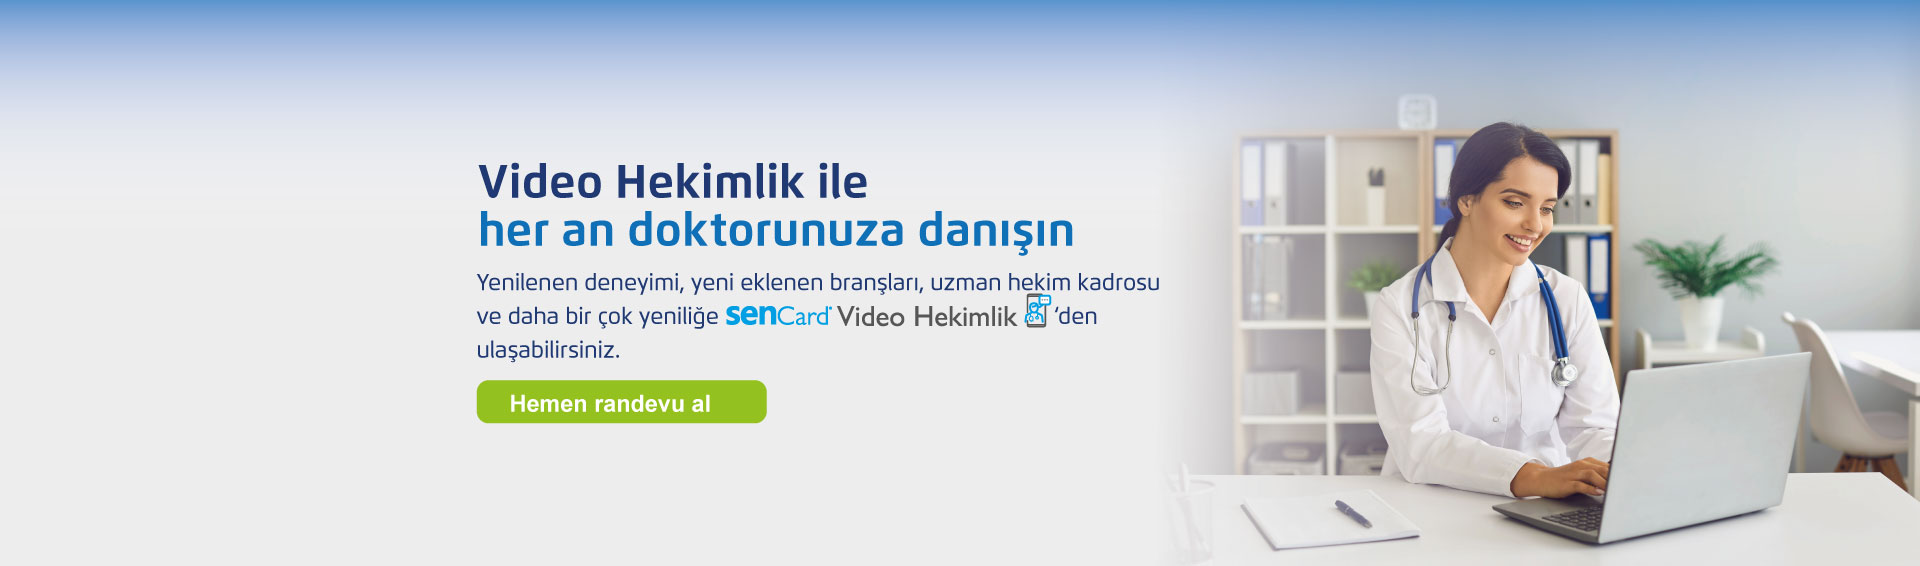 Video Hekimlik ile
her an doktorunuza danışın
Yenilenen deneyimi, yeni eklenen branşları, uzman hekim kadrosu
ve daha bir çok yeniliğe senCard Video Hekimlik 'den
ulaşabilirsiniz.
Hemen randevu al